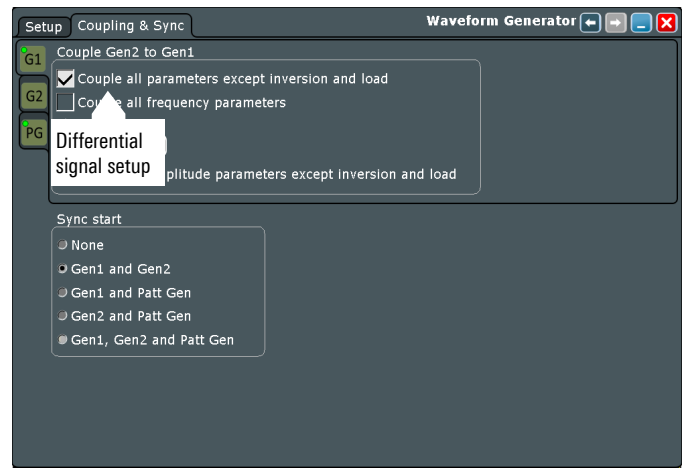 Setup
Coupling & Sync
Waveform Generator
G1
Couple Gen2 to Gen1
Couple all parameters except inversion and load
G2
all frequency parameters
PG
Differential
signal setup
plitude parameters except inversion and load
Sync start
None
Gen1 and Gen2
Gen1 and Patt Gen
Gen2 and Patt Gen
Gen1, Gen2 and Patt Gen